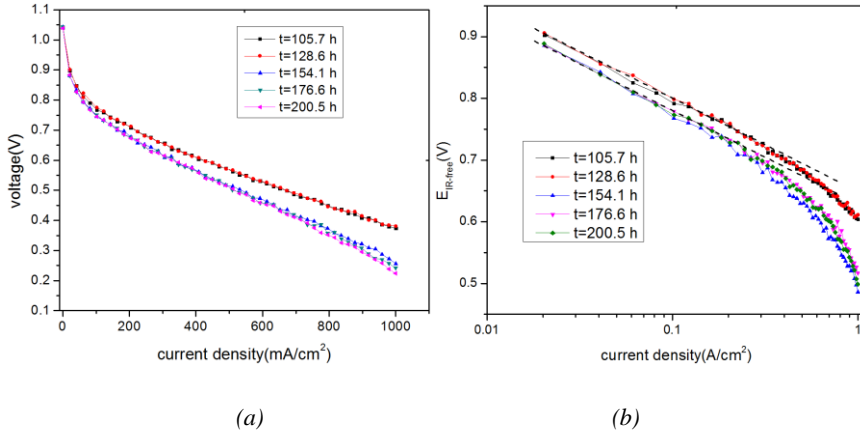 1.1
1.0
0.9
0.8
0.7
0.6
0.5
0.4
0.3
0.2
0.1
voltage(V)
t=105.7 h
t=128.6 h
t=154.1 h
t=176.6 h
t=200.5 h
0 200 400 600 800 1000
current density(mA/cm²)
(a)
0.9
0.8
0.7
0.6
0.5
E_IR-free(V)
t=105.7 h
t=128.6 h
t=154.1 h
t=176.6 h
t=200.5 h
0.01 0.1 1
current density(A/cm²)
(b)